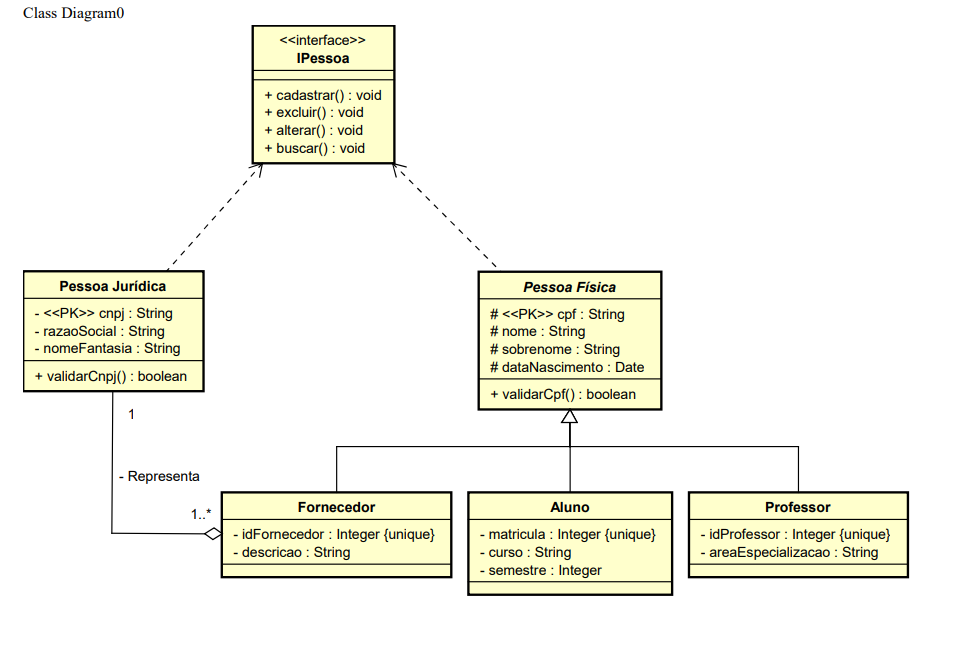 Class Diagram0
<<interface>>
IPessoa
+ cadastrar() : void
+ excluir() : void
+ alterar() : void
+ buscar() : void
Pessoa Jurídica
- <<PK>> cnpj : String
- razaoSocial : String
- nomeFantasia : String
+ validarCnpj() : boolean
Pessoa Física
# <<PK>> cpf : String
# nome : String
# sobrenome : String
# dataNascimento : Date
+ validarCpf() : boolean
1
- Representa
1..*
Fornecedor
- idFornecedor : Integer {unique}
- descricao : String
Aluno
- matricula : Integer {unique}
- curso : String
- semestre : Integer
Professor
- idProfessor : Integer {unique}
- areaEspecializacao : String